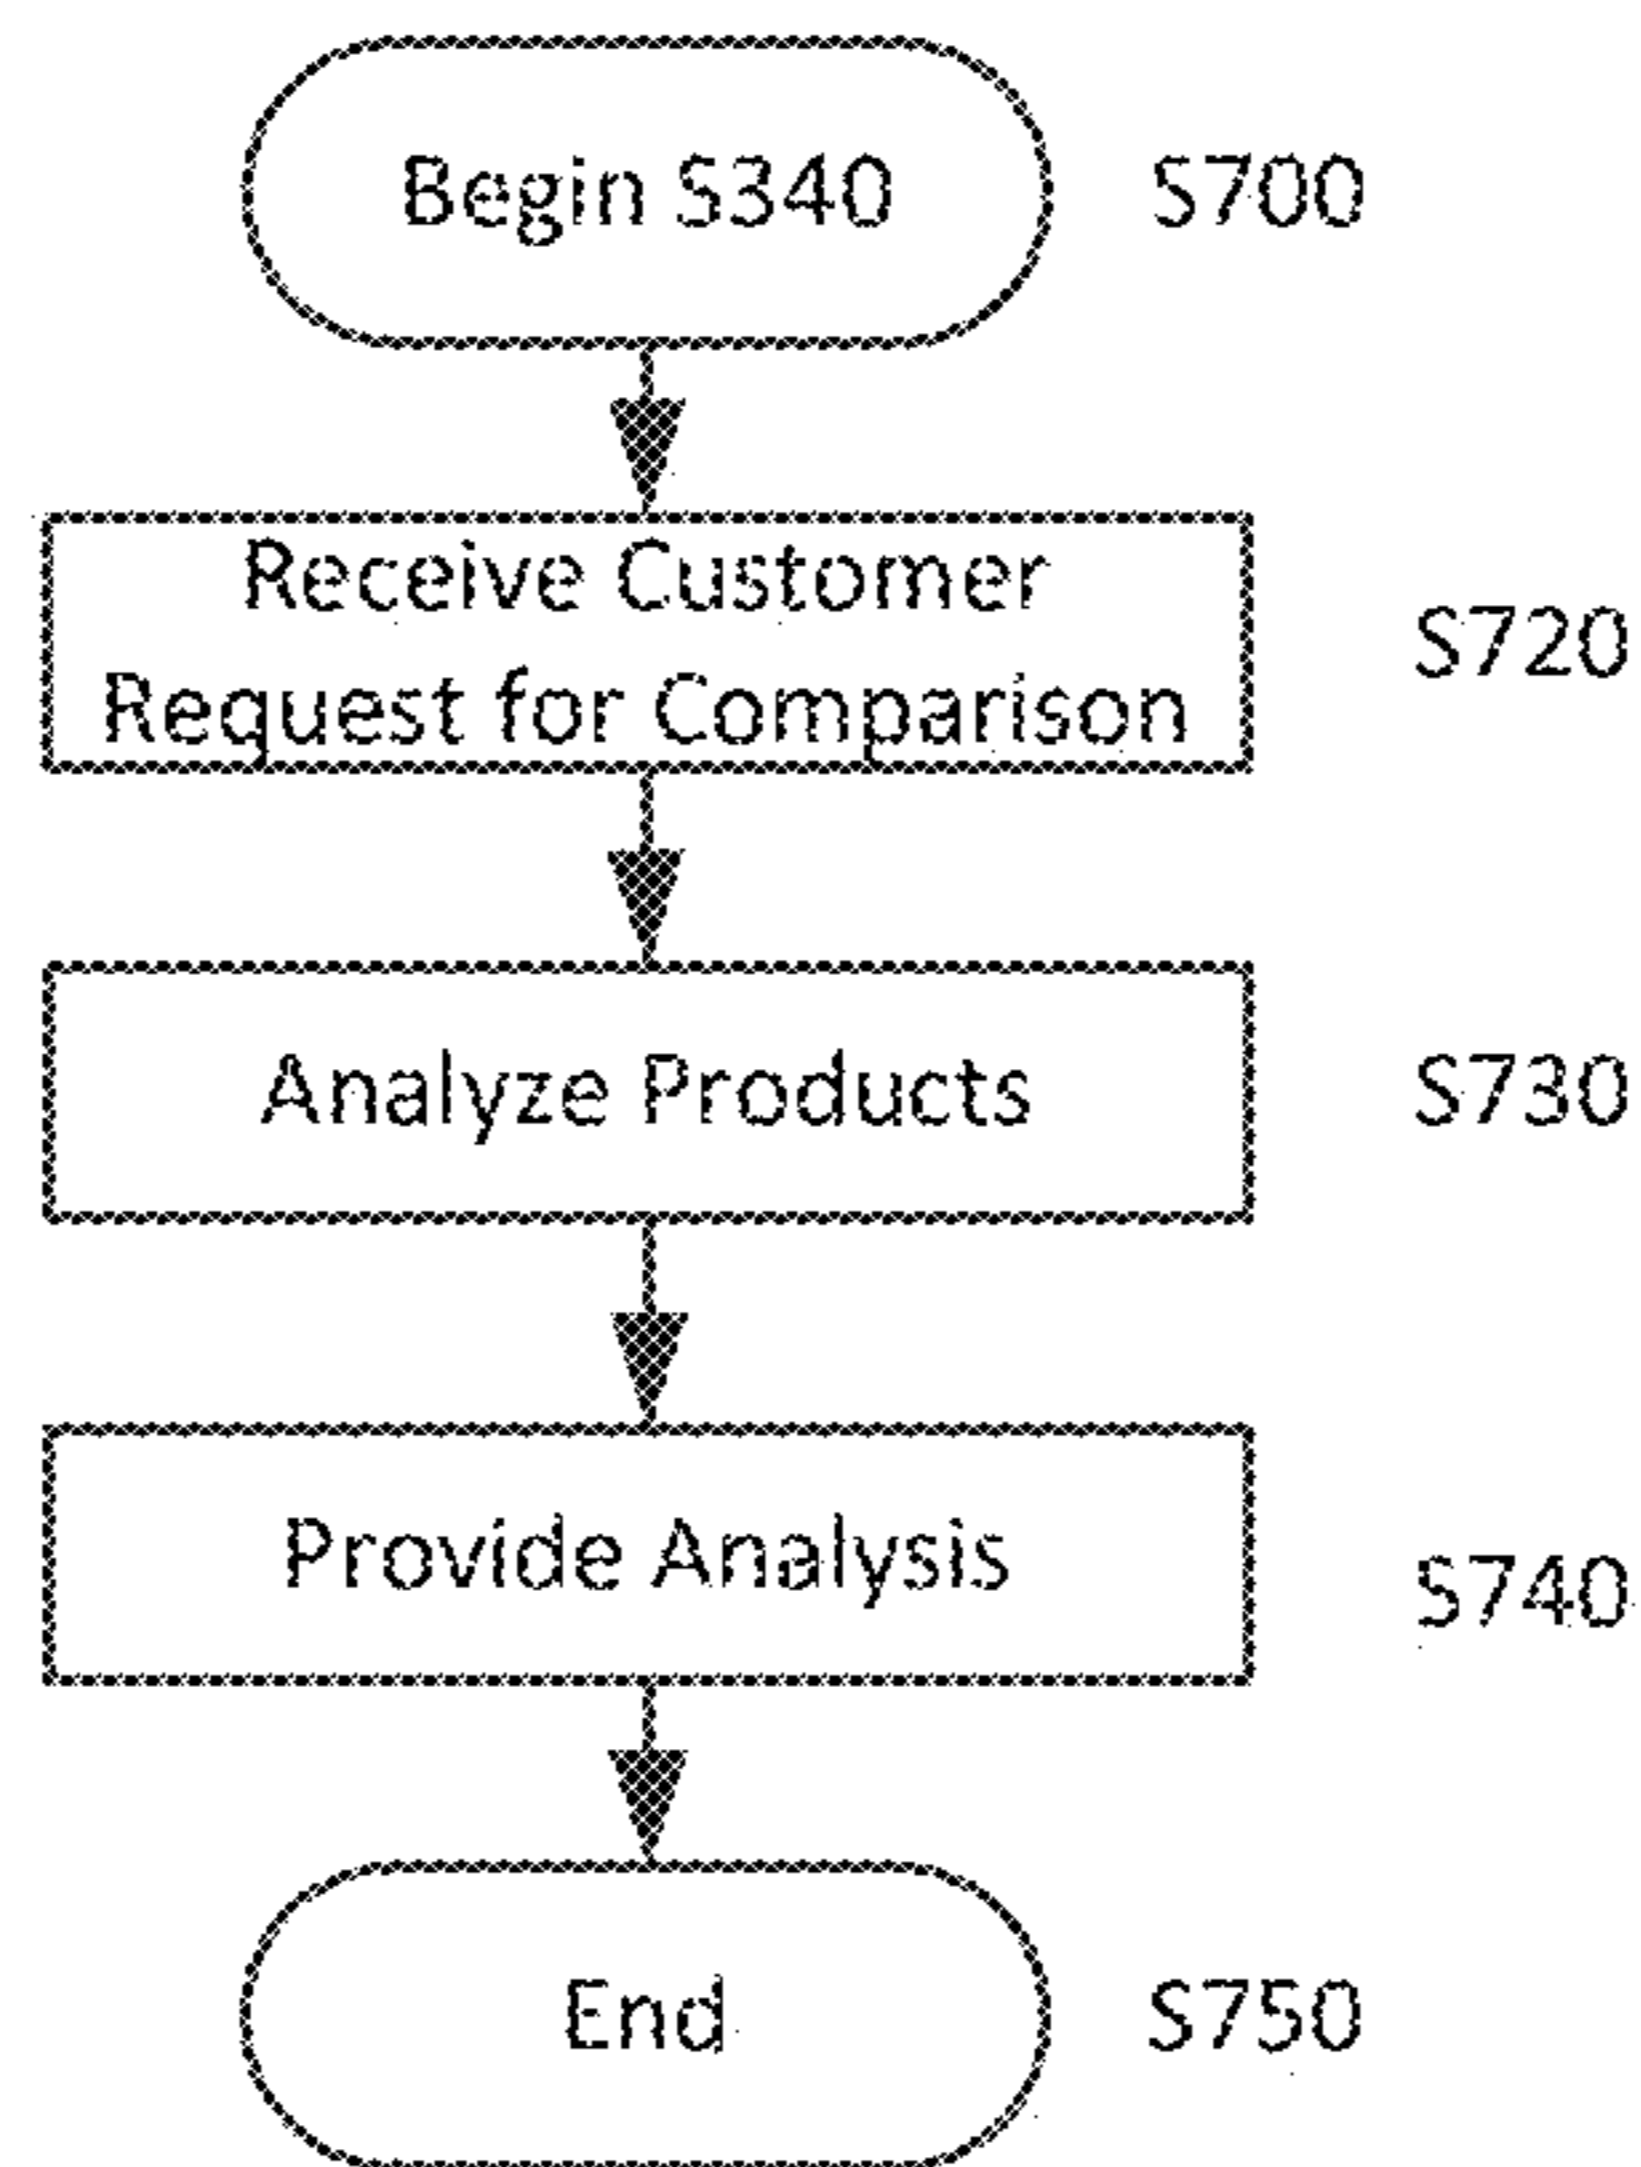 Begin S340
S700
Receive Customer
Request for Comparison
S720
Analyze Products
S730
Provide Analysis
S740
End
S750